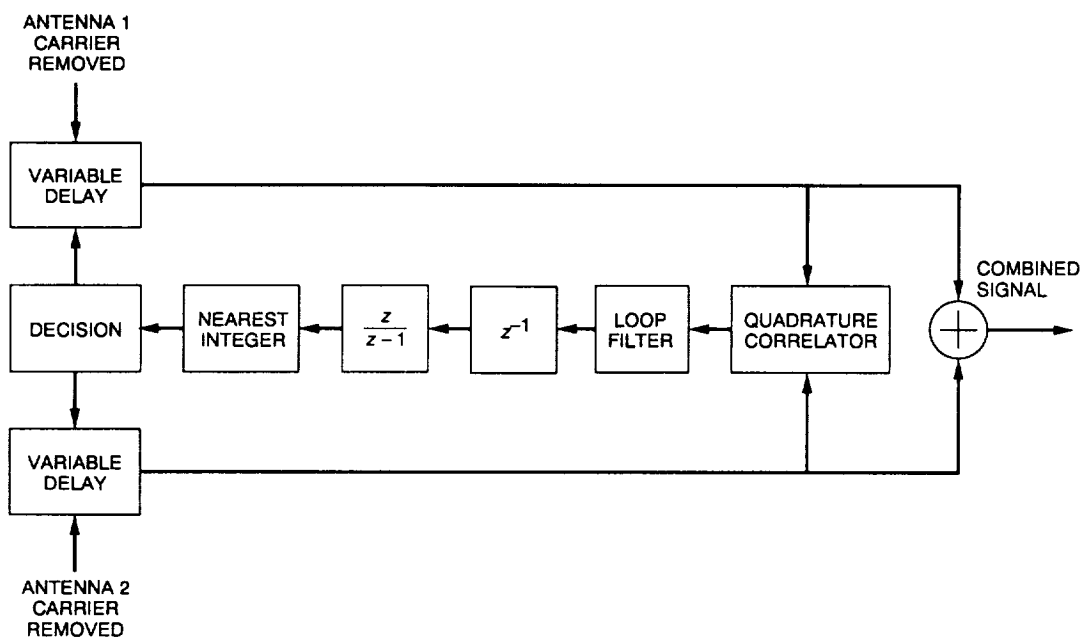 ANTENNA 1
CARRIER
REMOVED
VARIABLE
DELAY
DECISION
NEAREST
INTEGER
z
z – 1
z⁻¹
LOOP
FILTER
QUADRATURE
CORRELATOR
COMBINED
SIGNAL
+
VARIABLE
DELAY
ANTENNA 2
CARRIER
REMOVED